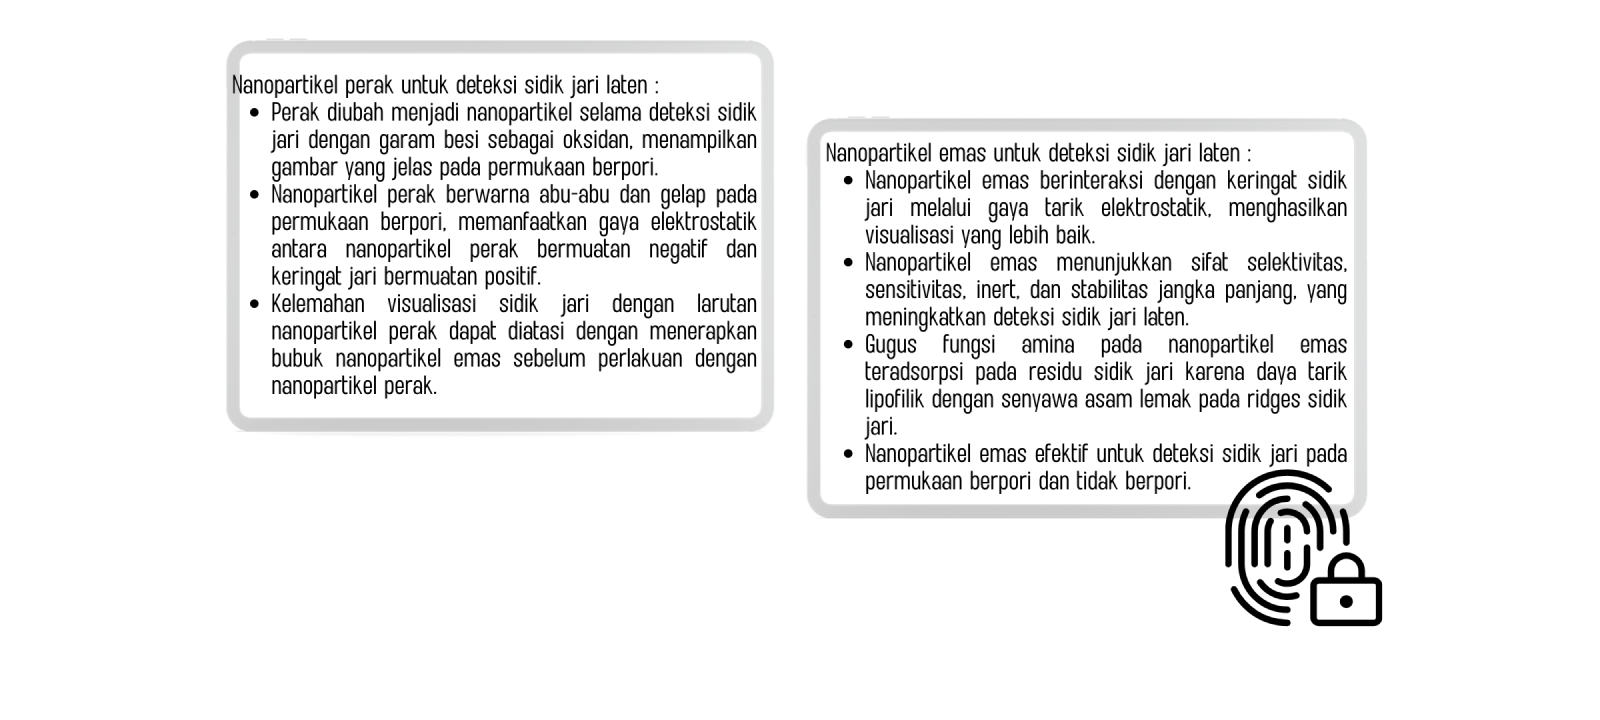 Nanopartikel perak untuk deteksi sidik jari laten :
• Perak diubah menjadi nanopartikel selama deteksi sidik
jari dengan garam besi sebagai oksidan, menampilkan
gambar yang jelas pada permukaan berpori.
• Nanopartikel perak berwarna abu-abu dan gelap pada
permukaan berpori, memanfaatkan gaya elektrostatik
antara nanopartikel perak bermuatan negatif dan
keringat jari bermuatan positif.
• Kelemahan visualisasi sidik jari dengan larutan
nanopartikel perak dapat diatasi dengan menerapkan
bubuk nanopartikel emas sebelum perlakuan dengan
nanopartikel perak.
Nanopartikel emas untuk deteksi sidik jari laten :
• Nanopartikel emas berinteraksi dengan keringat sidik
jari melalui gaya tarik elektrostatik, menghasilkan
visualisasi yang lebih baik.
• Nanopartikel emas menunjukkan sifat selektivitas,
sensitivitas, inert, dan stabilitas jangka panjang, yang
meningkatkan deteksi sidik jari laten.
• Gugus fungsi amina pada nanopartikel emas
teradsorpsi pada residu sidik jari karena daya tarik
lipofilik dengan senyawa asam lemak pada ridges sidik
jari.
• Nanopartikel emas efektif untuk deteksi sidik jari pada
permukaan berpori dan tidak berpori.